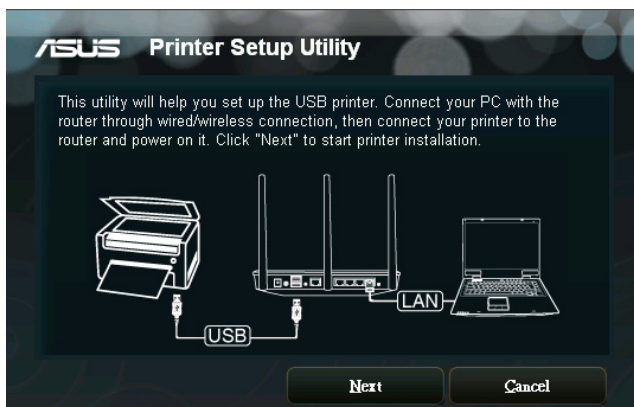 ASUS Printer Setup Utility
This utility will help you set up the USB printer. Connect your PC with the
router through wired/wireless connection, then connect your printer to the
router and power on it. Click "Next" to start printer installation.
LAN
USB
Next Cancel